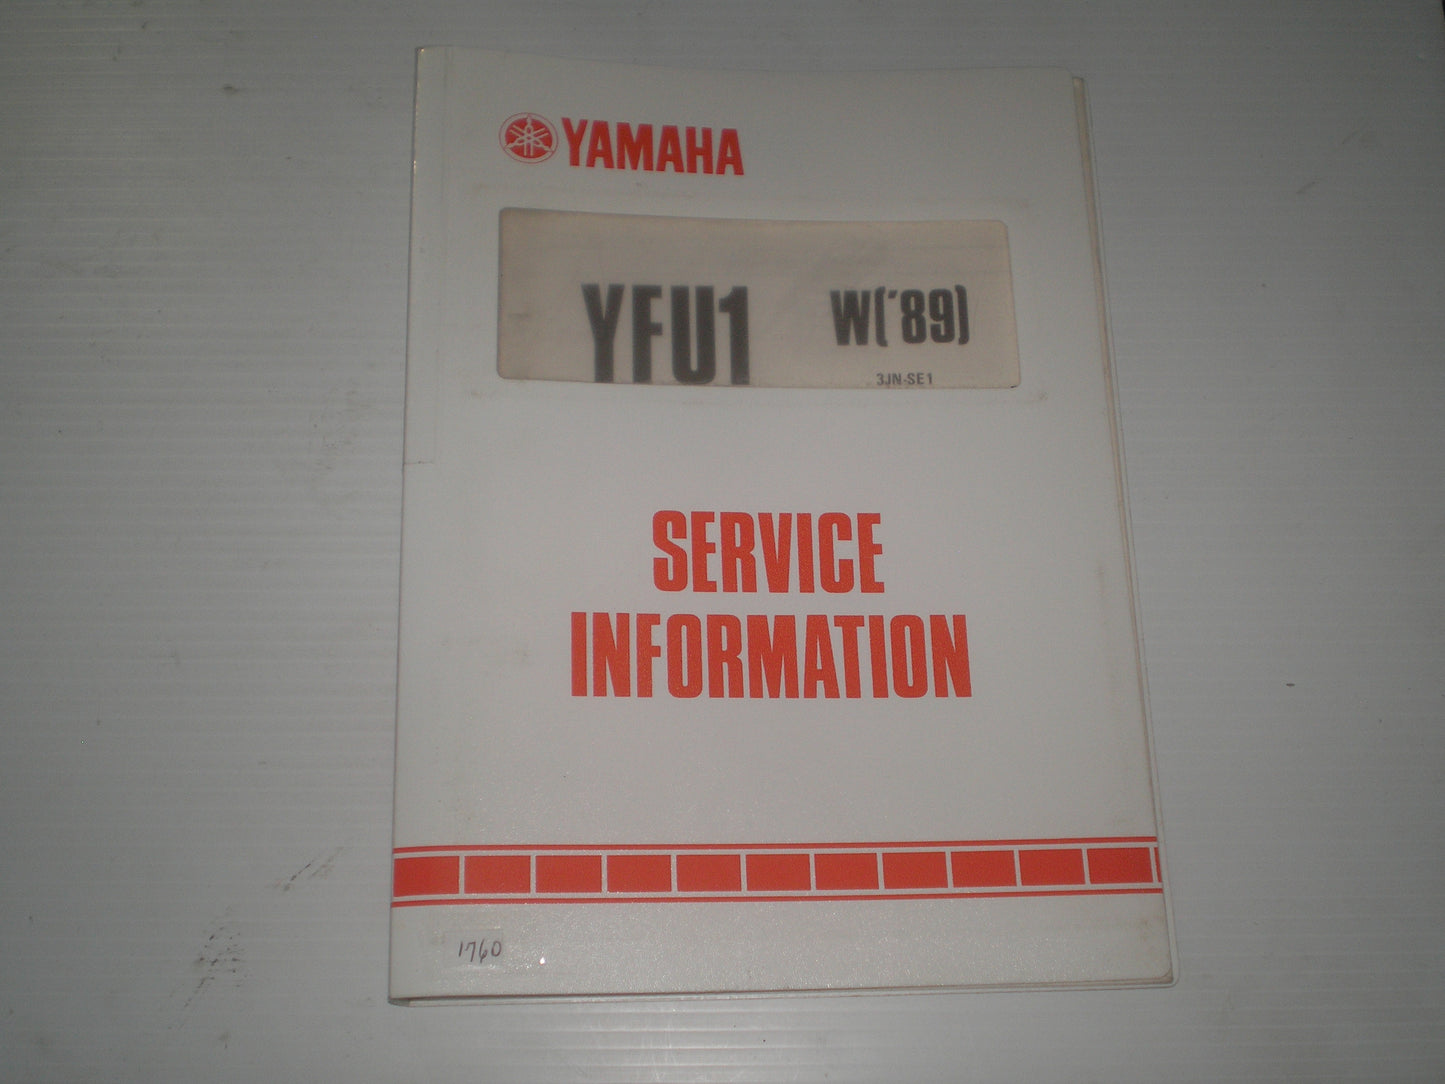 YAMAHA
YFU1 W('89)
3JN-SE1
SERVICE
INFORMATION
1760